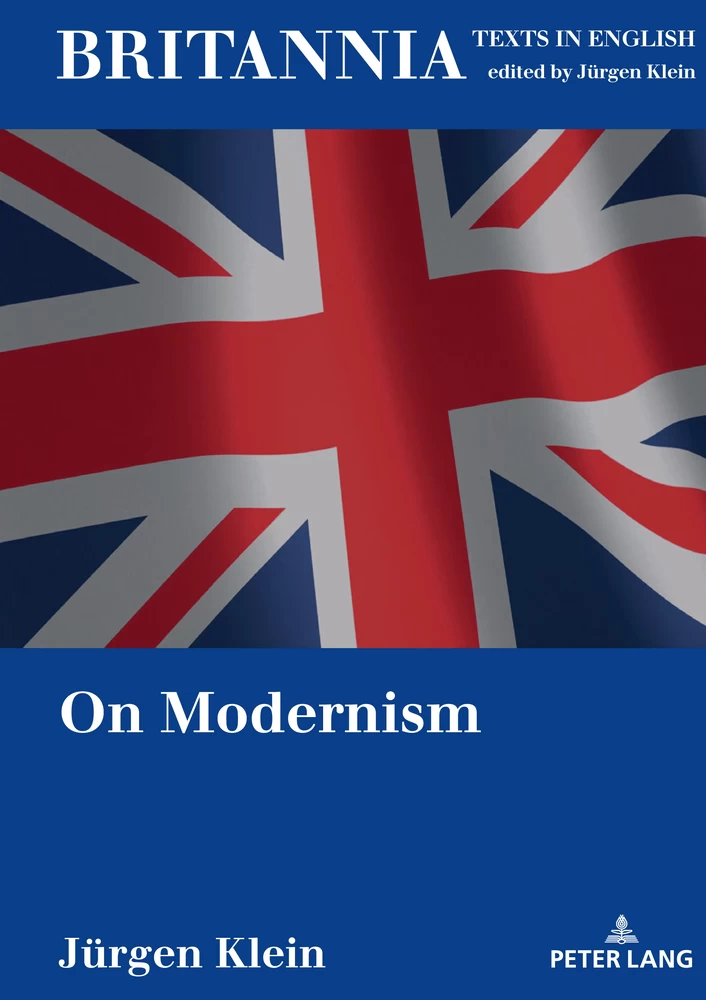 BRITANNIA
TEXTS IN ENGLISH
edited by Jürgen Klein
On Modernism
Jürgen Klein
PETER LANG